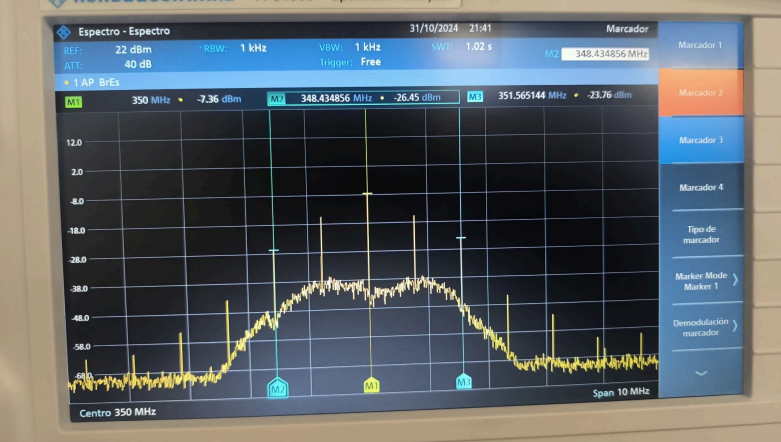 Espectro - Espectro 31/10/2024 21:41 Marcador
REF: 22 dBm *RBW: 1 kHz VBW: 1 kHz SWT: 1.02 s M2 348.434856 MHz
ATT: 40 dB Trigger: Free
1 AP BrEs
M1 350 MHz • -7.36 dBm M2 348.434856 MHz • -26.45 dBm M3 351.565144 MHz • -23.76 dBm
12.0
2.0
-8.0
-18.0
-28.0
-38.0
-48.0
-58.0
-68.0
M2 M1 M3
Centro 350 MHz Span 10 MHz
Marcador 1
Marcador 2
Marcador 3
Marcador 4
Tipo de
marcador
Marker Mode
Marker 1
Demodulación
marcador